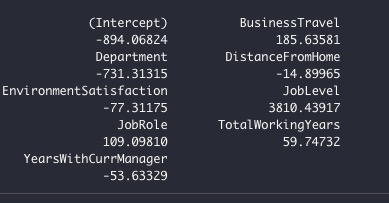 (Intercept) BusinessTravel
-894.06824 185.63581
Department DistanceFromHome
-731.31315 -14.89965
EnvironmentSatisfaction JobLevel
-77.31175 3810.43917
JobRole TotalWorkingYears
109.09810 59.74732
YearsWithCurrManager
-53.63329